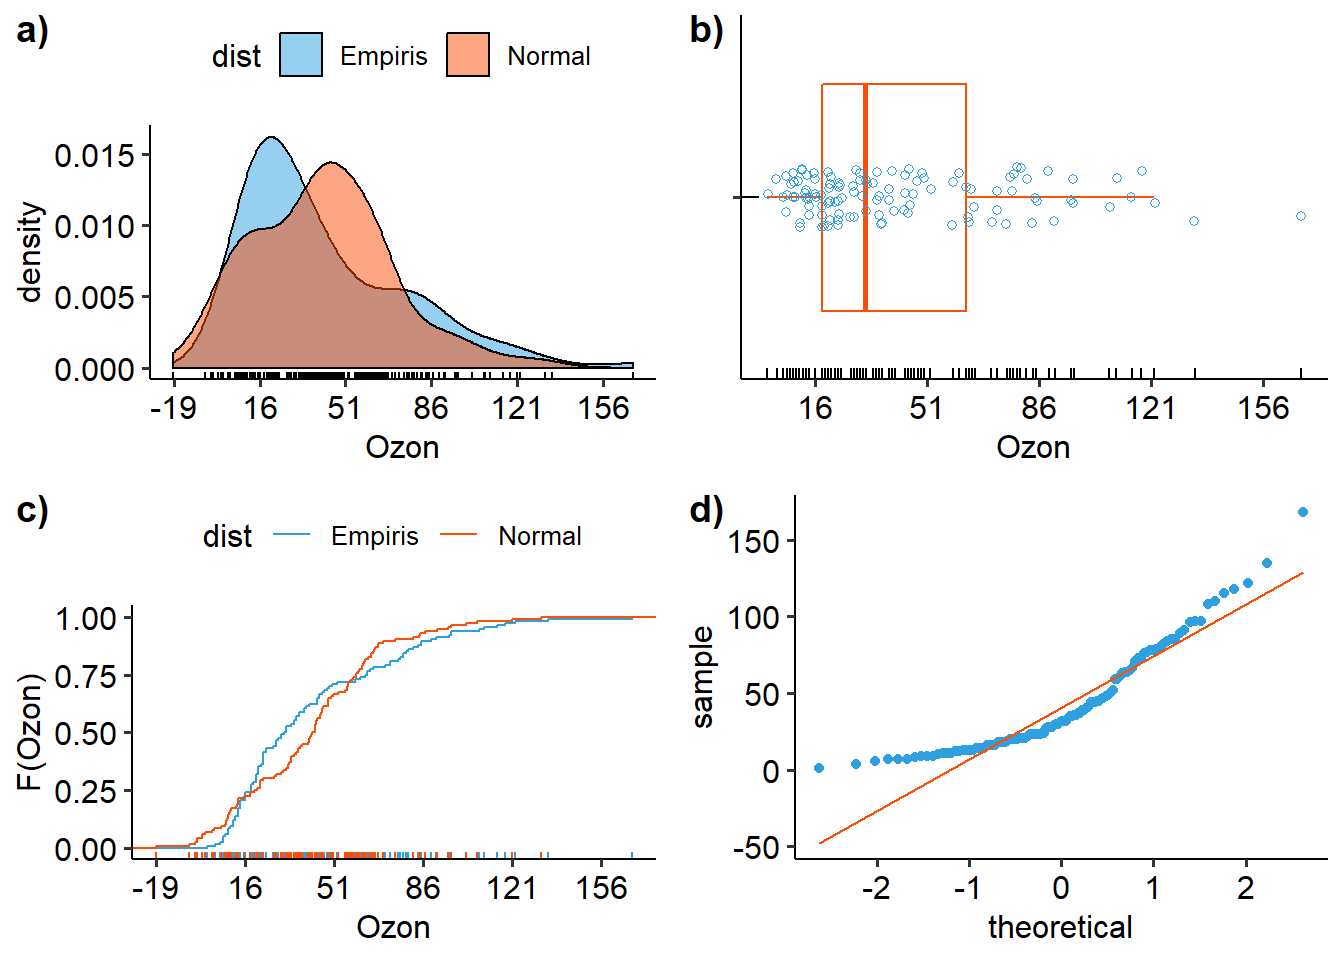 a)
dist Empiris Normal
density
0.015
0.010
0.005
0.000
-19 16 51 86 121 156
Ozon
b)
16 51 86 121 156
Ozon
c)
dist Empiris Normal
F(Ozon)
1.00
0.75
0.50
0.25
0.00
-19 16 51 86 121 156
Ozon
d)
sample
150
100
50
0
-50
-2 -1 0 1 2
theoretical